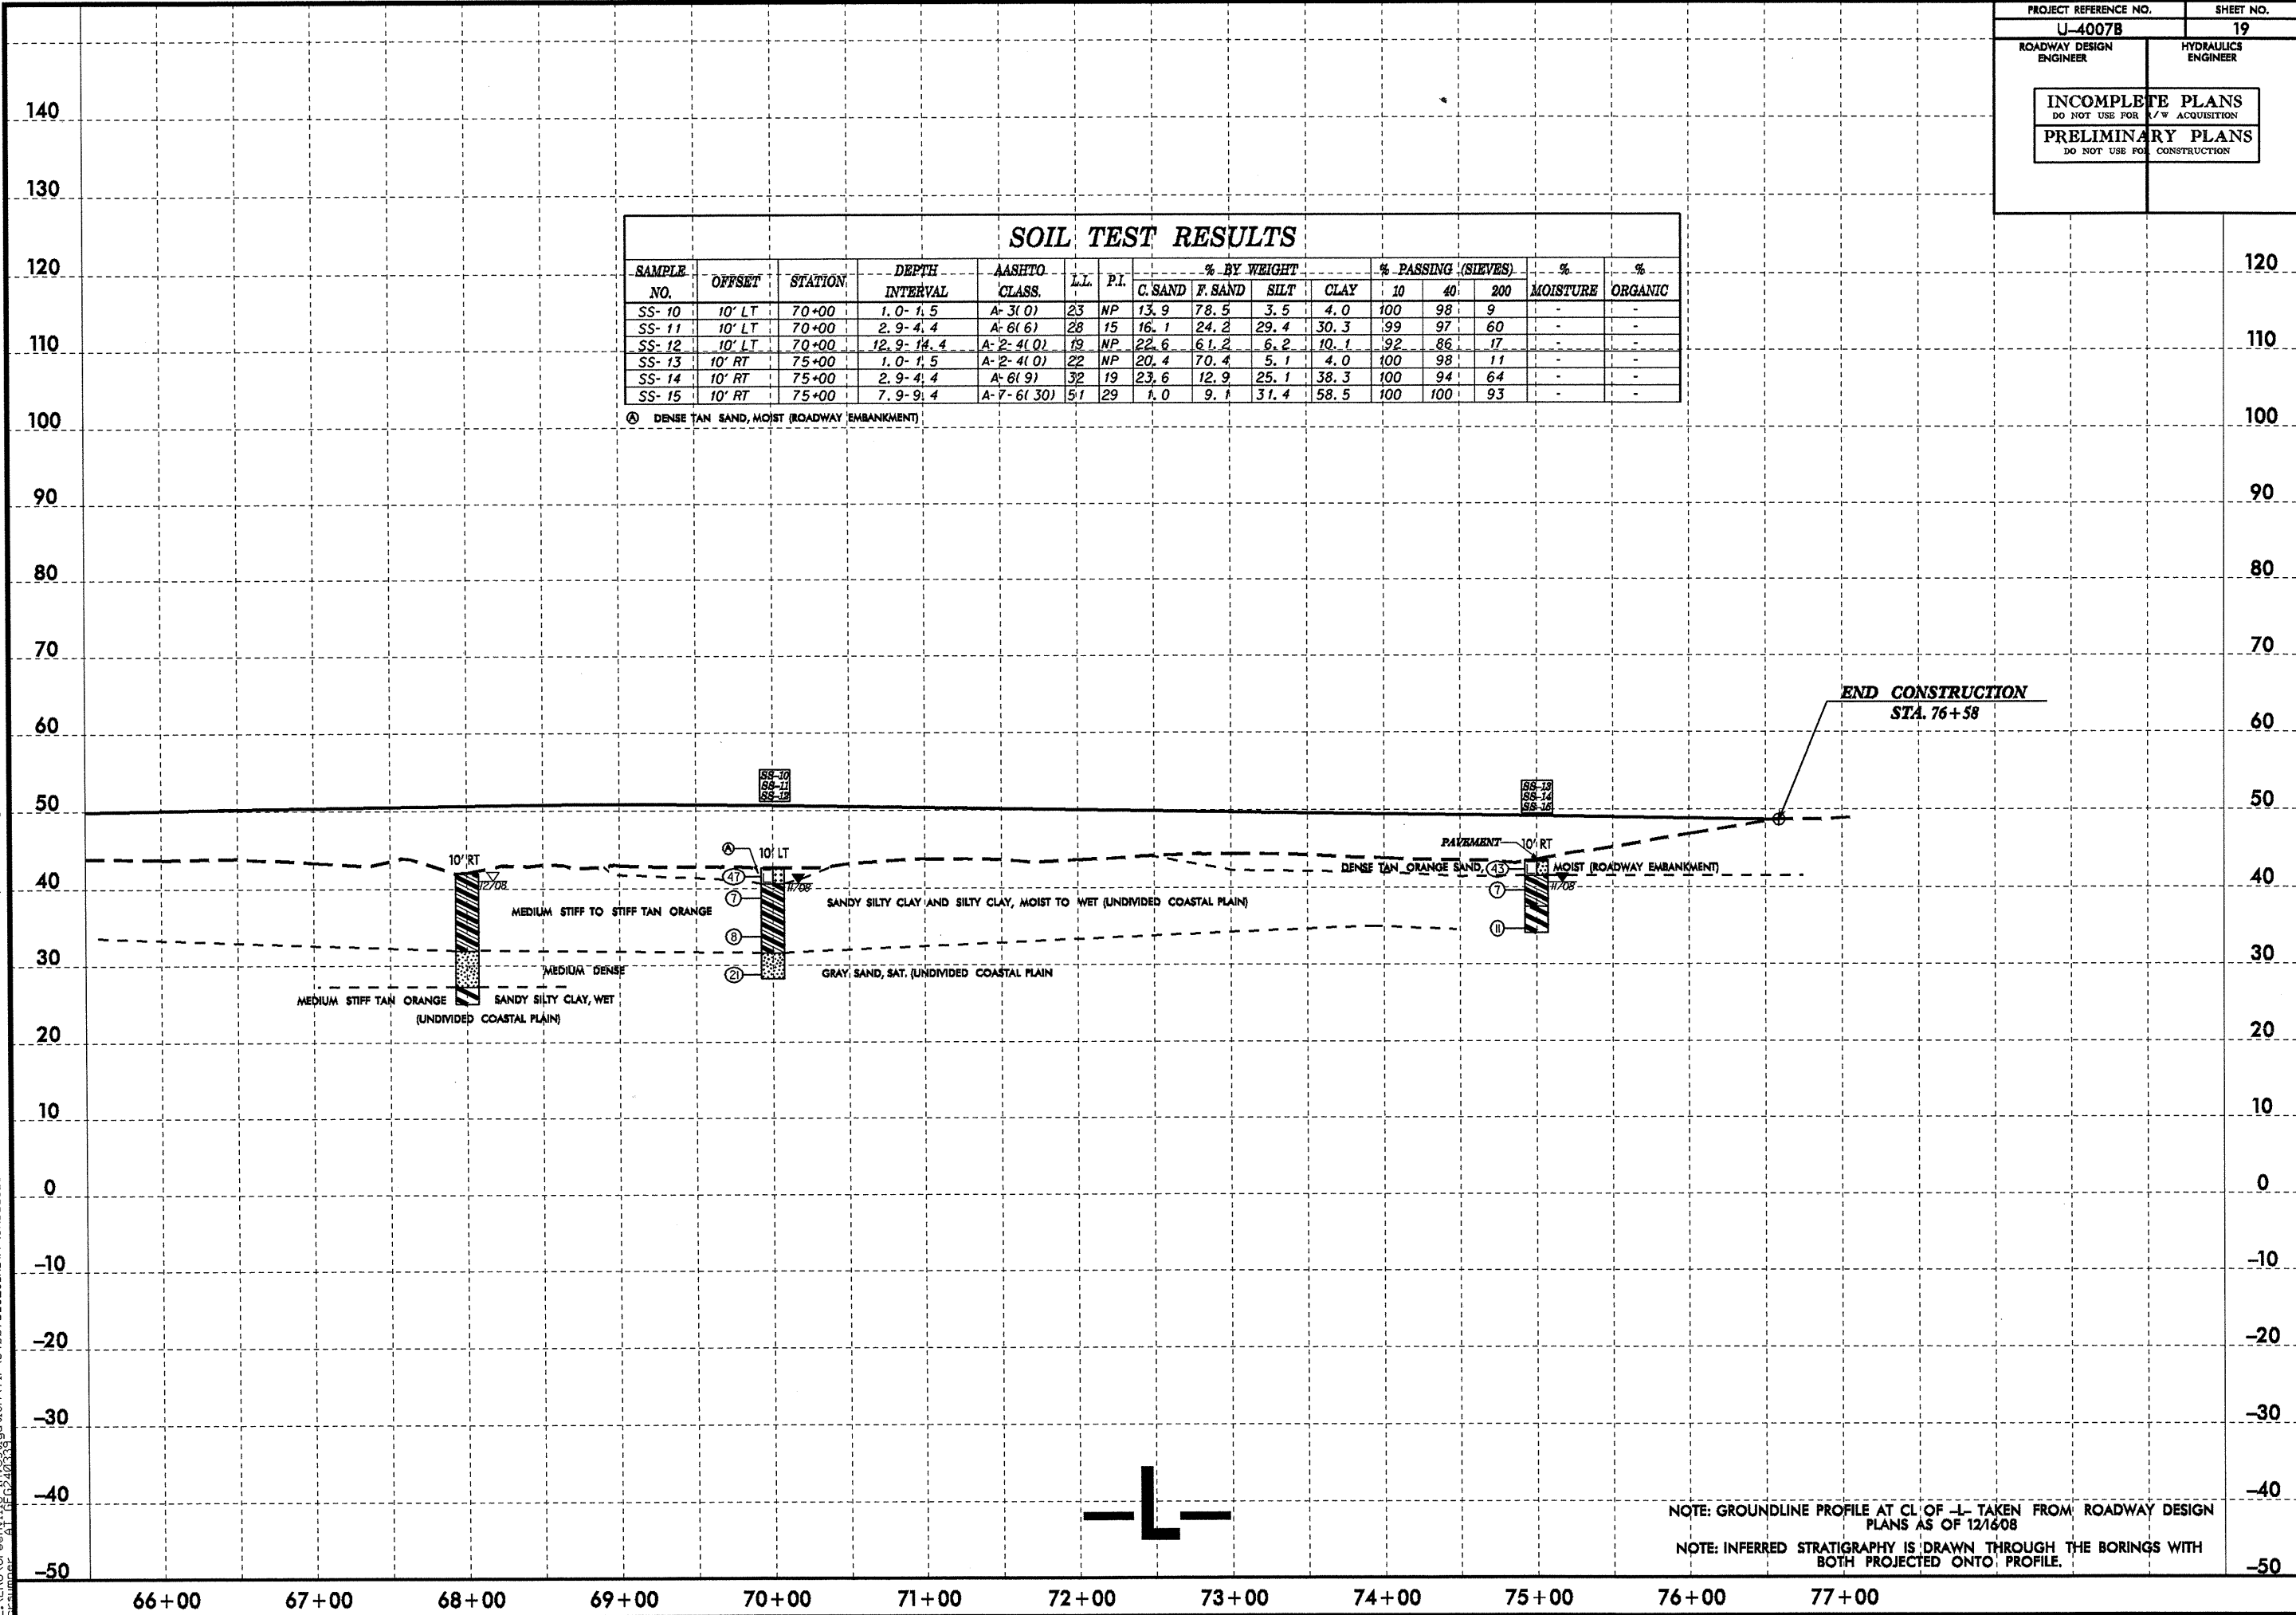 PROJECT REFERENCE NO. SHEET NO.
U-4007B 19
ROADWAY DESIGN ENGINEER
HYDRAULICS ENGINEER
INCOMPLETE PLANS
DO NOT USE FOR R/W ACQUISITION
PRELIMINARY PLANS
DO NOT USE FOR CONSTRUCTION
SOIL TEST RESULTS
SAMPLE NO. OFFSET STATION DEPTH INTERVAL AASHTO CLASS. L.L. P.I. % BY WEIGHT % PASSING (SIEVES) % MOISTURE % ORGANIC
C. SAND F. SAND SILT CLAY 10 40 200
SS-10 10' LT 70+00 1.0-1.5 A-3(0) 23 NP 13.9 78.5 3.5 4.0 100 98 9 - -
SS-11 10' LT 70+00 2.9-4.4 A-6(6) 28 15 16.1 24.2 29.4 30.3 99 97 60 - -
SS-12 10' LT 70+00 12.9-14.4 A-2-4(0) 19 NP 22.6 61.2 6.2 10.1 92 86 17 - -
SS-13 10' RT 75+00 1.0-1.5 A-2-4(0) 22 NP 20.4 70.4 5.1 4.0 100 98 11 - -
SS-14 10' RT 75+00 2.9-4.4 A-6(9) 32 19 23.6 12.9 25.1 38.3 100 94 64 - -
SS-15 10' RT 75+00 7.9-9.4 A-7-6(30) 51 29 1.0 9.1 31.4 58.5 100 100 93 - -
Ⓐ DENSE TAN SAND, MOIST (ROADWAY EMBANKMENT)
140
130
120 120
110 110
100 100
90 90
80 80
70 70
END CONSTRUCTION
STA. 76+58
60 60
SS-10
SS-11
SS-12
SS-13
SS-14
SS-15
50 50
PAVEMENT 10' RT
10' RT Ⓐ 10' LT
DENSE TAN ORANGE SAND, 43 MOIST (ROADWAY EMBANKMENT)
40 12/08 47 11/08 11/08 40
7 7
MEDIUM STIFF TO STIFF TAN ORANGE SANDY SILTY CLAY AND SILTY CLAY, MOIST TO WET (UNDIVIDED COASTAL PLAIN)
8 11
30 30
MEDIUM DENSE 21 GRAY SAND, SAT. (UNDIVIDED COASTAL PLAIN
MEDIUM STIFF TAN ORANGE SANDY SILTY CLAY, WET
(UNDIVIDED COASTAL PLAIN)
20 20
10 10
0 0
-10 -10
-20 -20
-30 -30
-40 -40
-L-
NOTE: GROUNDLINE PROFILE AT CL OF -L- TAKEN FROM ROADWAY DESIGN
PLANS AS OF 12/16/08
NOTE: INFERRED STRATIGRAPHY IS DRAWN THROUGH THE BORINGS WITH
BOTH PROJECTED ONTO PROFILE.
-50 -50
66+00 67+00 68+00 69+00 70+00 71+00 72+00 73+00 74+00 75+00 76+00 77+00